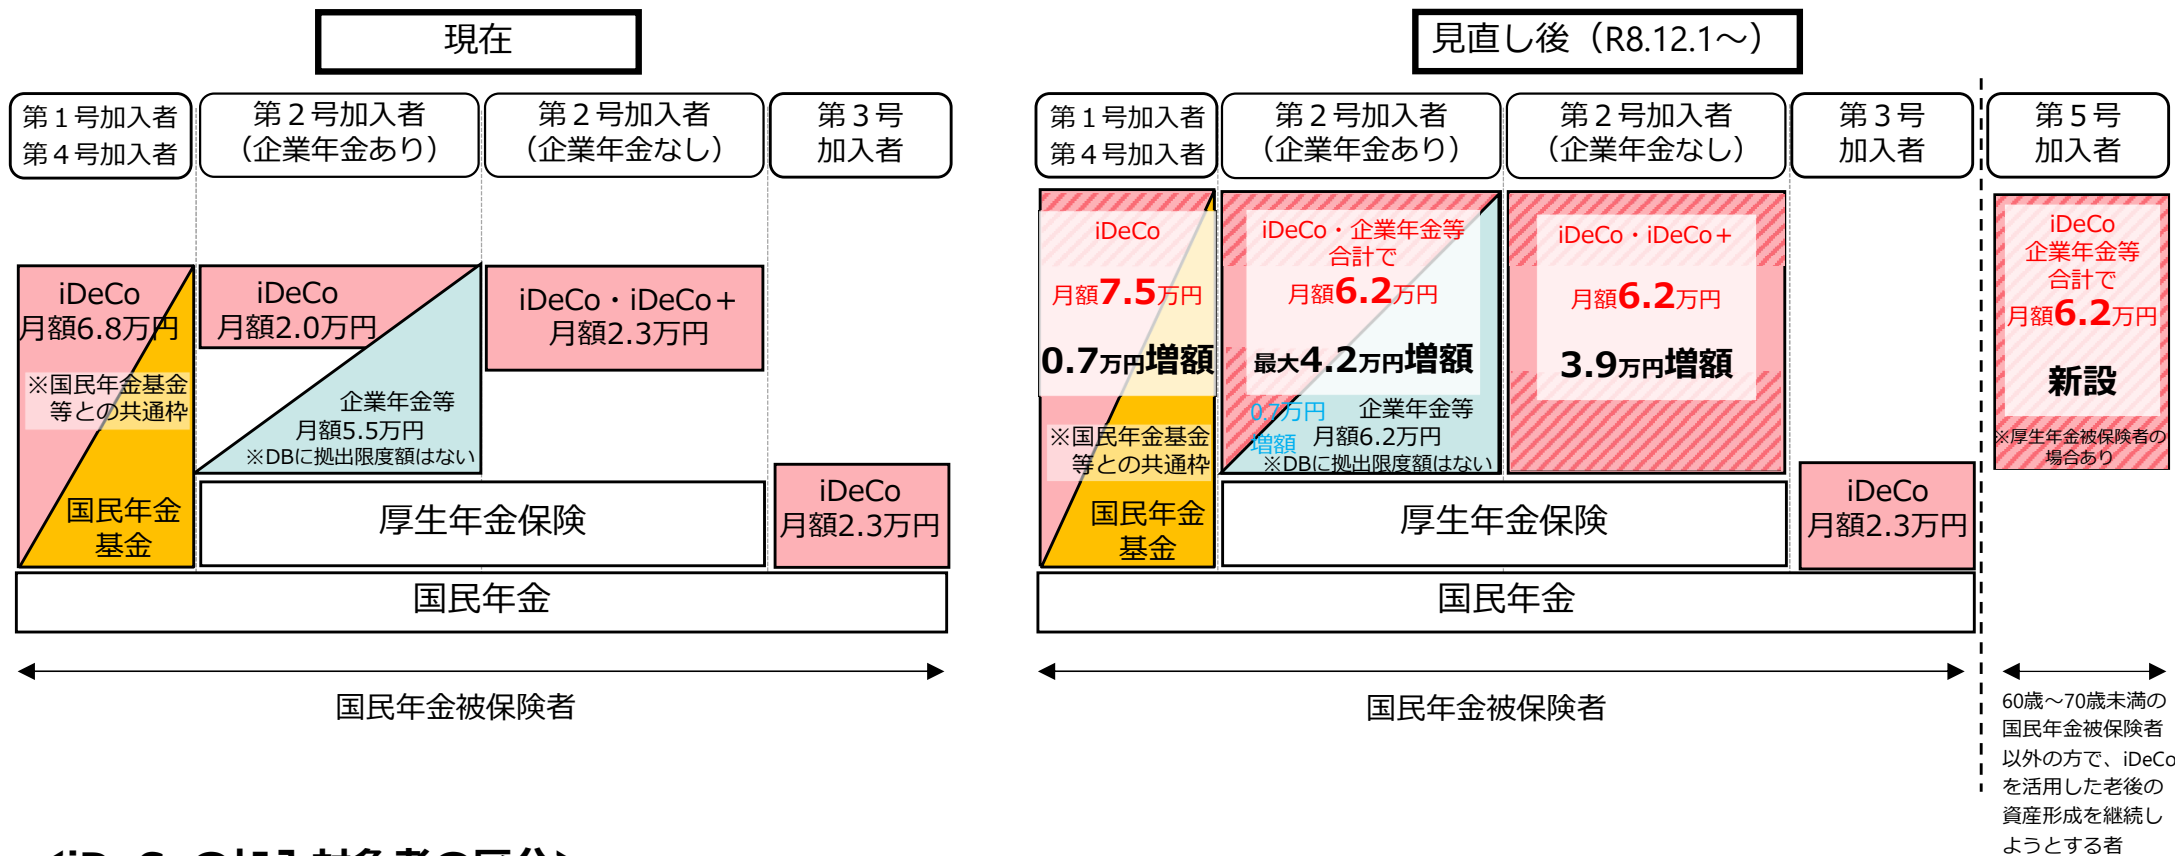 現在
第１号加入者
第４号加入者
第２号加入者
（企業年金あり）
第２号加入者
（企業年金なし）
第３号
加入者
iDeCo
月額6.8万円
※国民年金基金
等との共通枠
国民年金
基金
iDeCo
月額2.0万円
企業年金等
月額5.5万円
※DBに拠出限度額はない
iDeCo・iDeCo＋
月額2.3万円
厚生年金保険
iDeCo
月額2.3万円
国民年金
国民年金被保険者
見直し後（R8.12.1～）
第１号加入者
第４号加入者
第２号加入者
（企業年金あり）
第２号加入者
（企業年金なし）
第３号
加入者
第５号
加入者
iDeCo
月額7.5万円
0.7万円増額
※国民年金基金
等との共通枠
国民年金
基金
iDeCo・企業年金等
合計で
月額6.2万円
最大4.2万円増額
0.7万円
増額
企業年金等
月額6.2万円
※DBに拠出限度額はない
iDeCo・iDeCo＋
月額6.2万円
3.9万円増額
厚生年金保険
iDeCo
月額2.3万円
国民年金
国民年金被保険者
iDeCo
企業年金等
合計で
月額6.2万円
新設
※厚生年金被保険者の
場合あり
60歳～70歳未満の
国民年金被保険者
以外の方で、iDeCo
を活用した老後の
資産形成を継続し
ようとする者